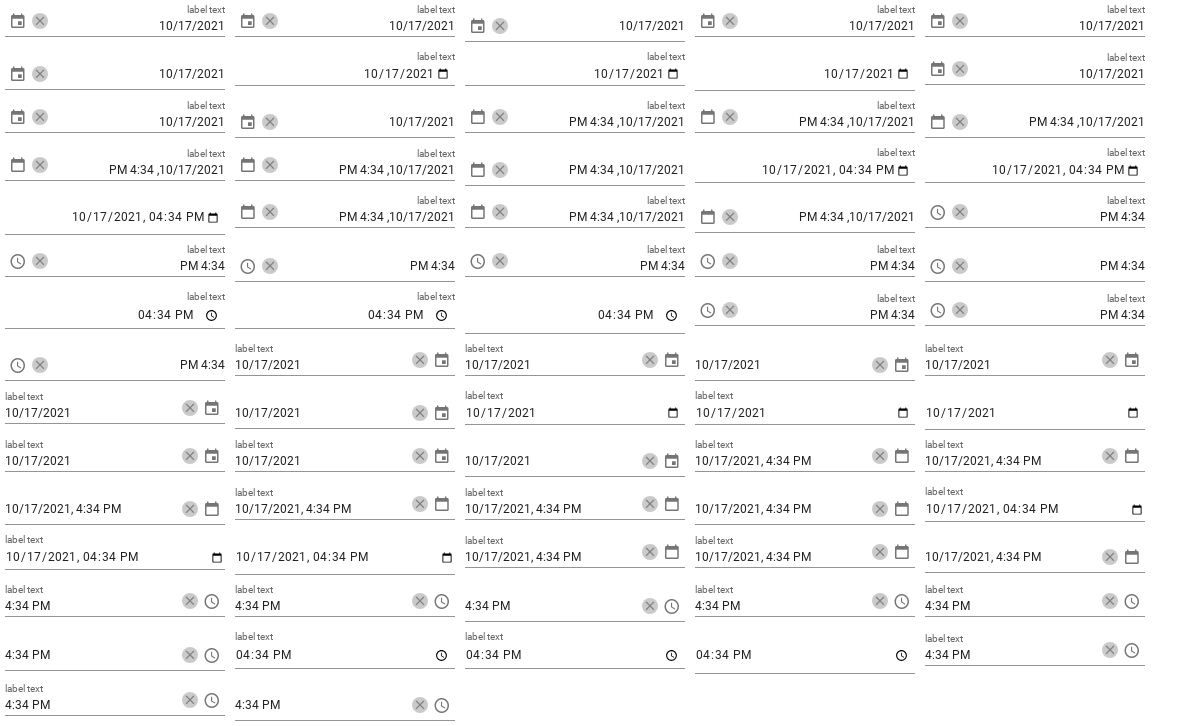 label text
10/17/2021
label text
10/17/2021
10/17/2021
label text
10/17/2021
label text
10/17/2021
10/17/2021
label text
10/17/2021
label text
10/17/2021
10/17/2021
label text
10/17/2021
label text
10/17/2021
10/17/2021
label text
PM 4:34 ,10/17/2021
label text
PM 4:34 ,10/17/2021
PM 4:34 ,10/17/2021
label text
PM 4:34 ,10/17/2021
label text
PM 4:34 ,10/17/2021
PM 4:34 ,10/17/2021
label text
10/17/2021, 04:34 PM
label text
10/17/2021, 04:34 PM
10/17/2021, 04:34 PM
label text
PM 4:34 ,10/17/2021
label text
PM 4:34 ,10/17/2021
PM 4:34 ,10/17/2021
label text
PM 4:34
label text
PM 4:34
PM 4:34
label text
PM 4:34
label text
PM 4:34
PM 4:34
label text
04:34 PM
label text
04:34 PM
04:34 PM
label text
PM 4:34
label text
PM 4:34
PM 4:34
label text
10/17/2021
label text
10/17/2021
10/17/2021
label text
10/17/2021
label text
10/17/2021
10/17/2021
label text
10/17/2021
label text
10/17/2021
10/17/2021
label text
10/17/2021
label text
10/17/2021
10/17/2021
label text
10/17/2021, 4:34 PM
label text
10/17/2021, 4:34 PM
10/17/2021, 4:34 PM
label text
10/17/2021, 4:34 PM
label text
10/17/2021, 4:34 PM
10/17/2021, 4:34 PM
label text
10/17/2021, 04:34 PM
label text
10/17/2021, 04:34 PM
10/17/2021, 04:34 PM
label text
10/17/2021, 4:34 PM
label text
10/17/2021, 4:34 PM
10/17/2021, 4:34 PM
label text
4:34 PM
label text
4:34 PM
4:34 PM
label text
4:34 PM
label text
4:34 PM
4:34 PM
label text
04:34 PM
label text
04:34 PM
04:34 PM
label text
4:34 PM
label text
4:34 PM
4:34 PM